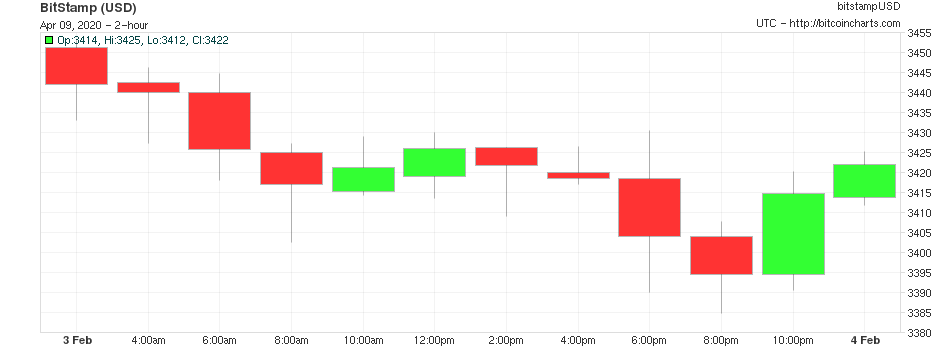 BitStamp (USD)
bitstampUSD
Apr 09, 2020 - 2-hour
UTC - http://bitcoincharts.com
Op:3414, Hi:3425, Lo:3412, Cl:3422
3455
3450
3445
3440
3435
3430
3425
3420
3415
3410
3405
3400
3395
3390
3385
3380
3 Feb 4:00am 6:00am 8:00am 10:00am 12:00pm 2:00pm 4:00pm 6:00pm 8:00pm 10:00pm 4 Feb